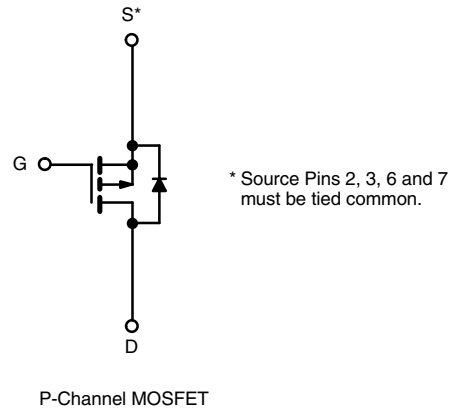 S*
G
* Source Pins 2, 3, 6 and 7
must be tied common.
D
P-Channel MOSFET